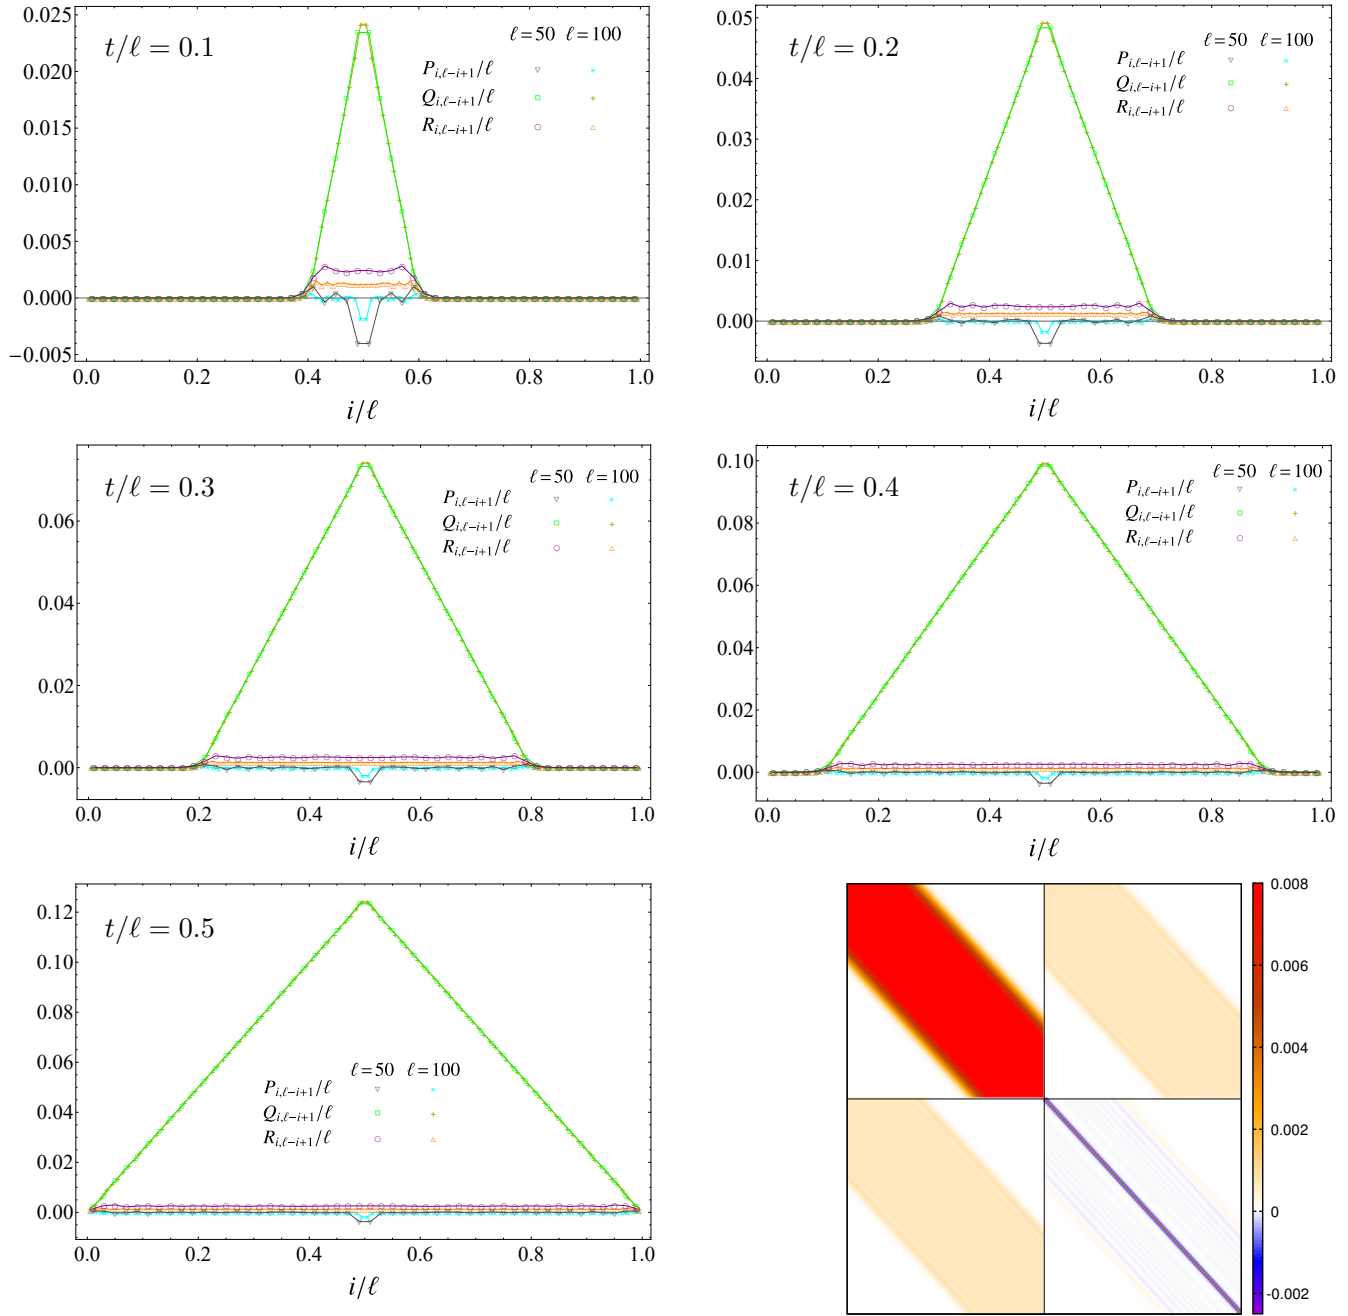 t/ℓ = 0.1
ℓ=50 ℓ=100
P_{i,ℓ−i+1}/ℓ
Q_{i,ℓ−i+1}/ℓ
R_{i,ℓ−i+1}/ℓ
0.025
0.020
0.015
0.010
0.005
0.000
−0.005
0.0 0.2 0.4 0.6 0.8 1.0
i/ℓ
t/ℓ = 0.2
ℓ=50 ℓ=100
P_{i,ℓ−i+1}/ℓ
Q_{i,ℓ−i+1}/ℓ
R_{i,ℓ−i+1}/ℓ
0.05
0.04
0.03
0.02
0.01
0.00
0.0 0.2 0.4 0.6 0.8 1.0
i/ℓ
t/ℓ = 0.3
ℓ=50 ℓ=100
P_{i,ℓ−i+1}/ℓ
Q_{i,ℓ−i+1}/ℓ
R_{i,ℓ−i+1}/ℓ
0.06
0.04
0.02
0.00
0.0 0.2 0.4 0.6 0.8 1.0
i/ℓ
t/ℓ = 0.4
ℓ=50 ℓ=100
P_{i,ℓ−i+1}/ℓ
Q_{i,ℓ−i+1}/ℓ
R_{i,ℓ−i+1}/ℓ
0.10
0.08
0.06
0.04
0.02
0.00
0.0 0.2 0.4 0.6 0.8 1.0
i/ℓ
t/ℓ = 0.5
ℓ=50 ℓ=100
P_{i,ℓ−i+1}/ℓ
Q_{i,ℓ−i+1}/ℓ
R_{i,ℓ−i+1}/ℓ
0.12
0.10
0.08
0.06
0.04
0.02
0.00
0.0 0.2 0.4 0.6 0.8 1.0
i/ℓ
0.008
0.006
0.004
0.002
0
-0.002